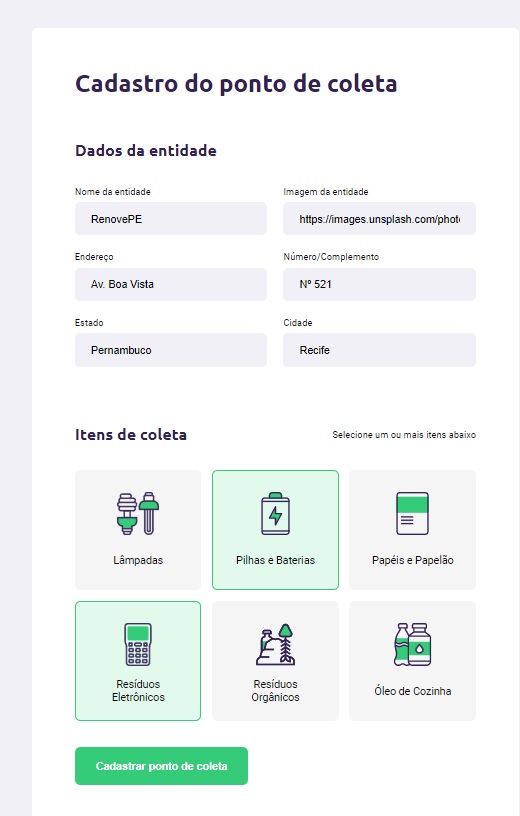 Cadastro do ponto de coleta
Dados da entidade
Nome da entidade
Imagem da entidade
RenovePE
https://images.unsplash.com/phot
Endereço
Número/Complemento
Av. Boa Vista
Nº 521
Estado
Cidade
Pernambuco
Recife
Itens de coleta
Selecione um ou mais itens abaixo
Lâmpadas
Pilhas e Baterias
Papéis e Papelão
Resíduos
Eletrônicos
Resíduos
Orgânicos
Óleo de Cozinha
Cadastrar ponto de coleta